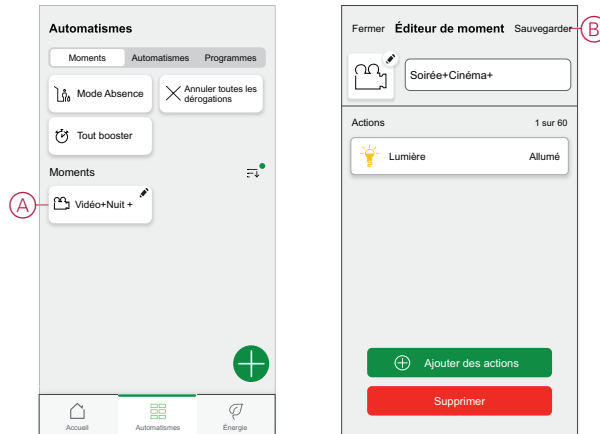 Automatismes
Moments Automatismes Programmes
Mode Absence
Annuler toutes les
dérogations
Tout booster
Moments
A
Vidéo+Nuit +
Accueil Automatismes Énergie
Fermer Éditeur de moment Sauvegarder
B
Soirée+Cinéma+
Actions 1 sur 60
Lumière Allumé
Ajouter des actions
Supprimer